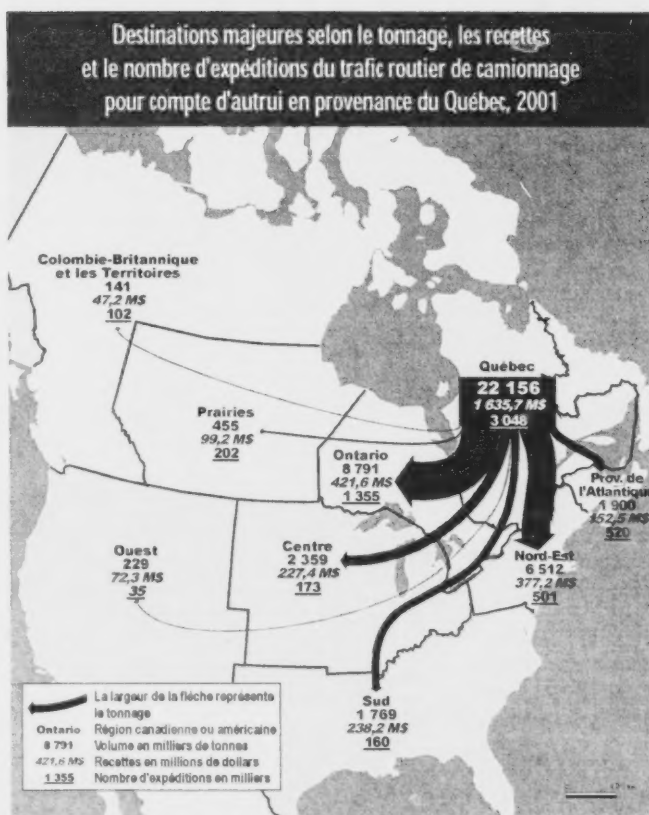 Destinations majeures selon le tonnage, les recettes
et le nombre d'expéditions du trafic routier de camionnage
pour compte d'autrui en provenance du Québec, 2001
Colombie-Britannique
et les Territoires
141
47,2 M$
102
Québec
22 156
1 635,7 M$
3 048
Prairies
455
99,2 M$
202
Ontario
8 791
421,6 M$
1 355
Prov. de
l'Atlantique
1 900
152,5 M$
520
Ouest
229
72,3 M$
35
Centre
2 359
227,4 M$
173
Nord-Est
6 512
377,2 M$
501
Sud
1 769
238,2 M$
160
La largeur de la flèche représente
le tonnage
Ontario Région canadienne ou américaine
8 791 Volume en milliers de tonnes
421,6 M$ Recettes en millions de dollars
1 355 Nombre d'expéditions en milliers